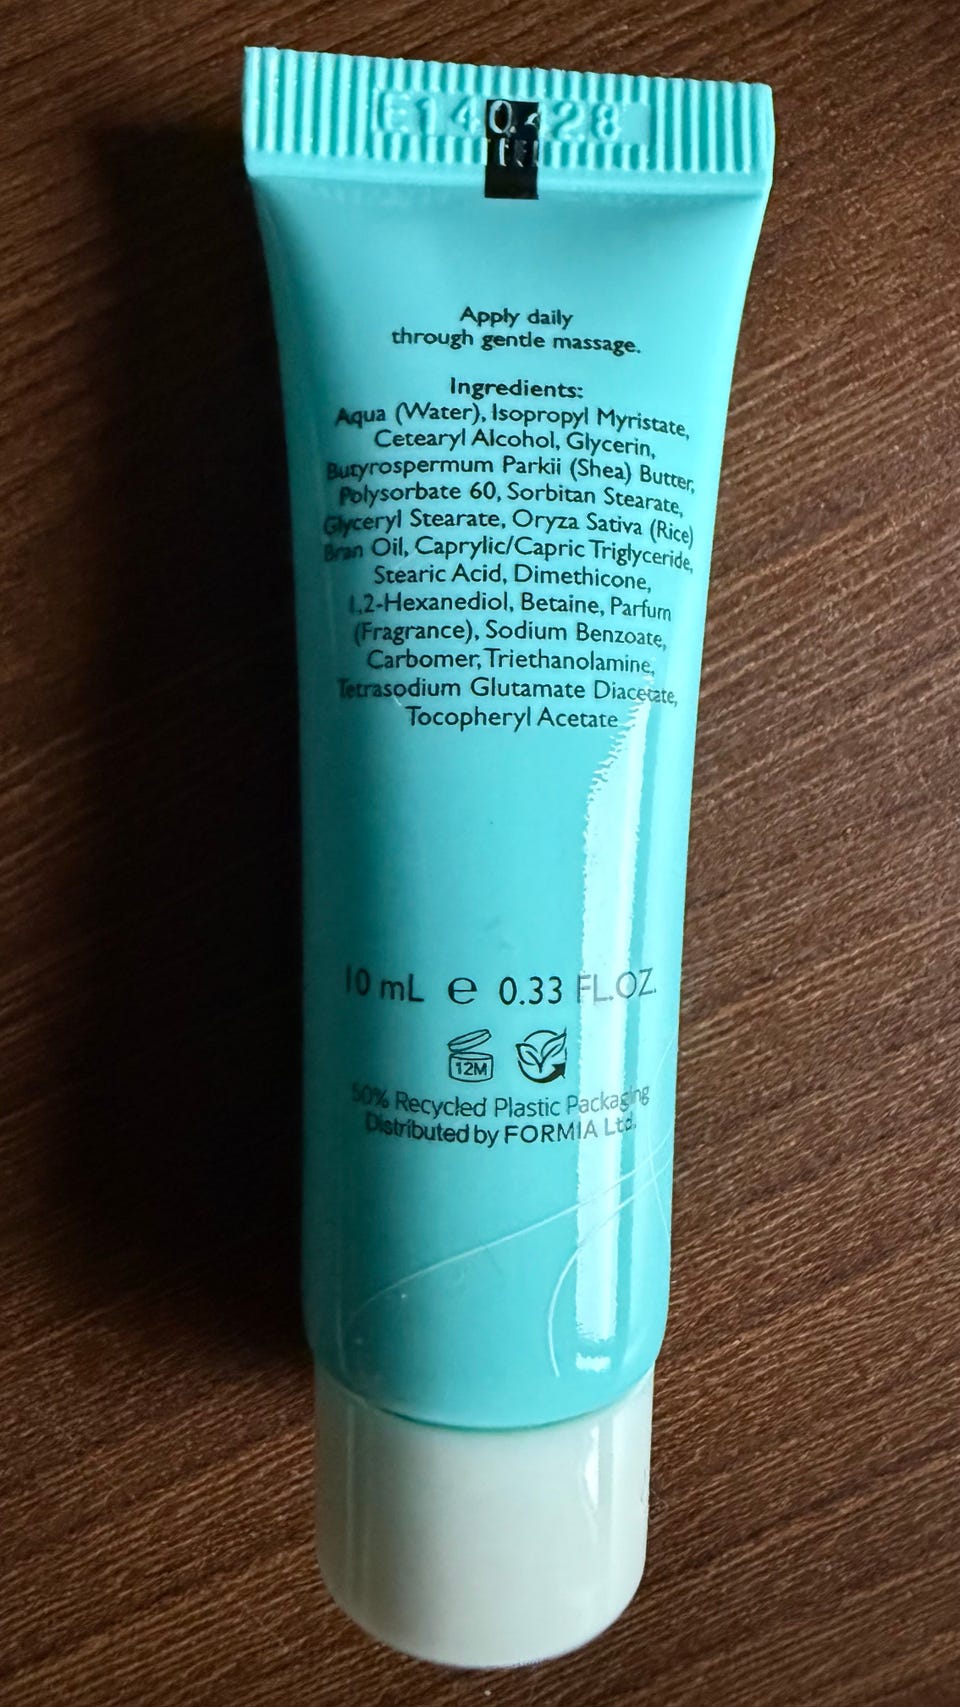 Apply daily
through gentle massage.
Ingredients:
Aqua (Water), Isopropyl Myristate,
Cetearyl Alcohol, Glycerin,
Butyrospermum Parkii (Shea) Butter,
Polysorbate 60, Sorbitan Stearate,
Glyceryl Stearate, Oryza Sativa (Rice)
Bran Oil, Caprylic/Capric Triglyceride,
Stearic Acid, Dimethicone,
1,2-Hexanediol, Betaine, Parfum
(Fragrance), Sodium Benzoate,
Carbomer, Triethanolamine,
Tetrasodium Glutamate Diacetate,
Tocopheryl Acetate
10 mL e 0.33 FL.OZ.
12M
50% Recycled Plastic Packaging
Distributed by FORMIA Ltd.